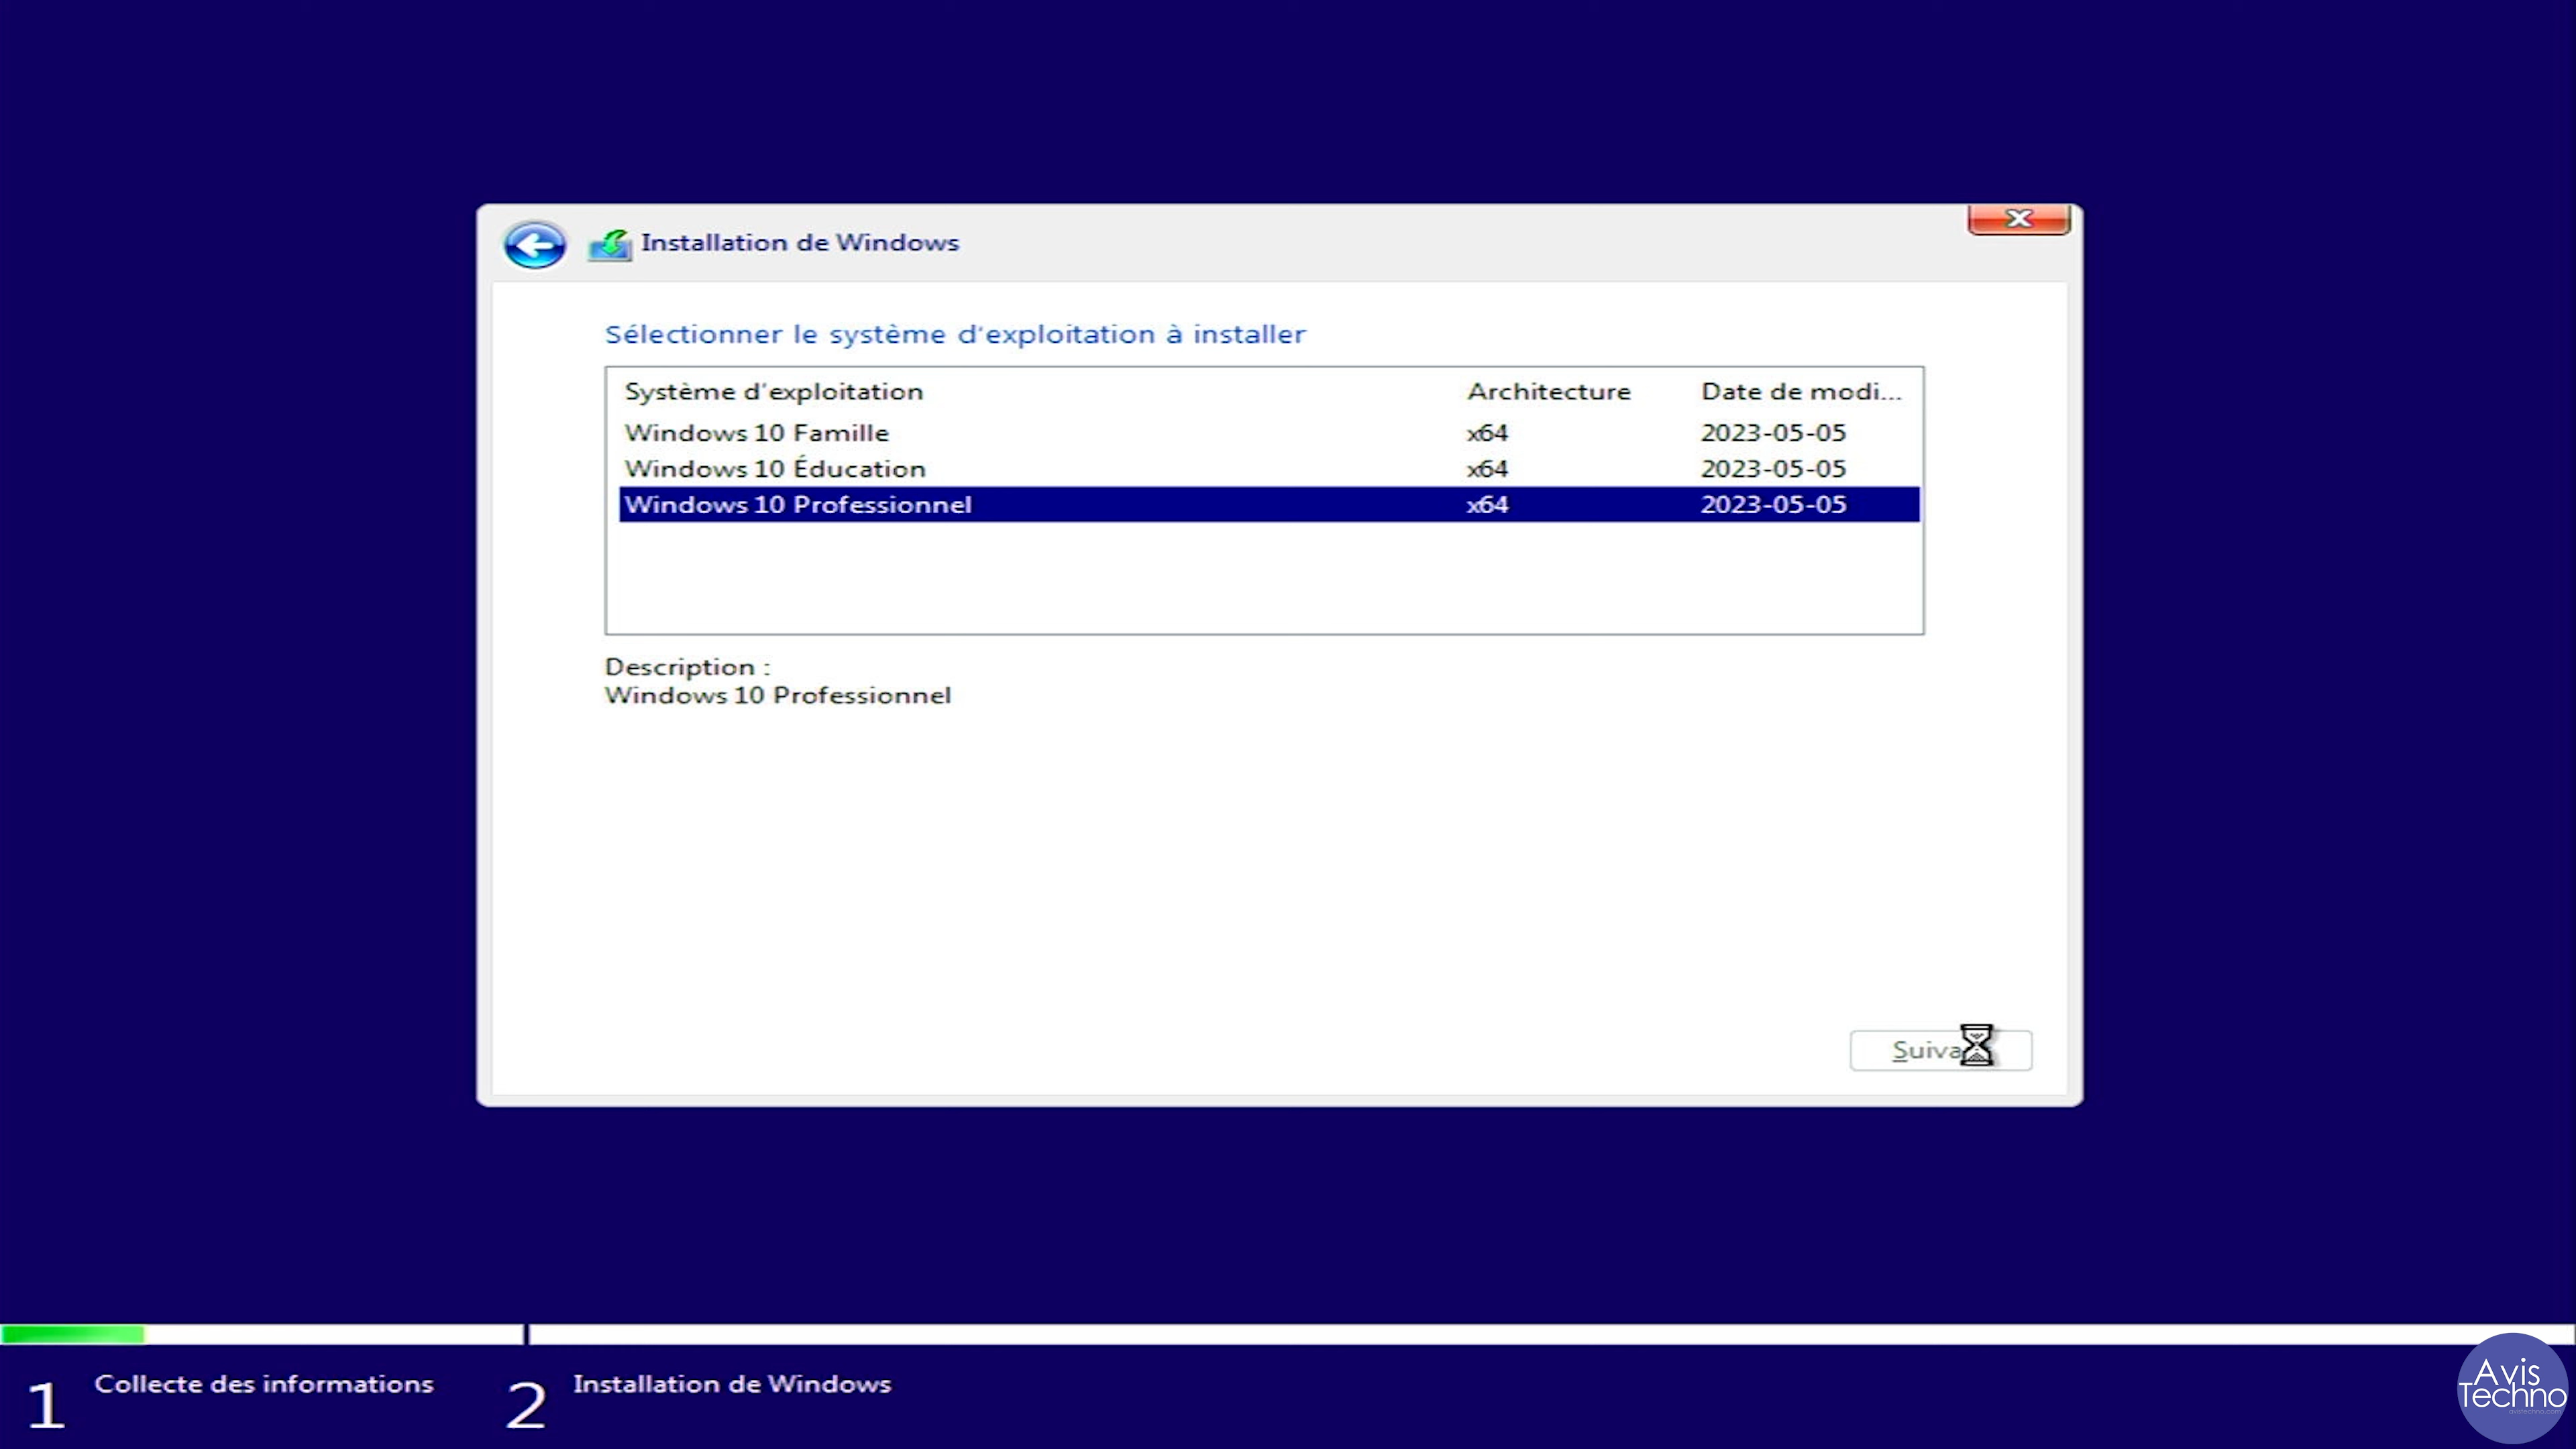 Installation de Windows
Sélectionner le système d'exploitation à installer
Système d'exploitation Architecture Date de modi...
Windows 10 Famille x64 2023-05-05
Windows 10 Éducation x64 2023-05-05
Windows 10 Professionnel x64 2023-05-05
Description :
Windows 10 Professionnel
1 Collecte des informations 2 Installation de Windows
Avis
Techno